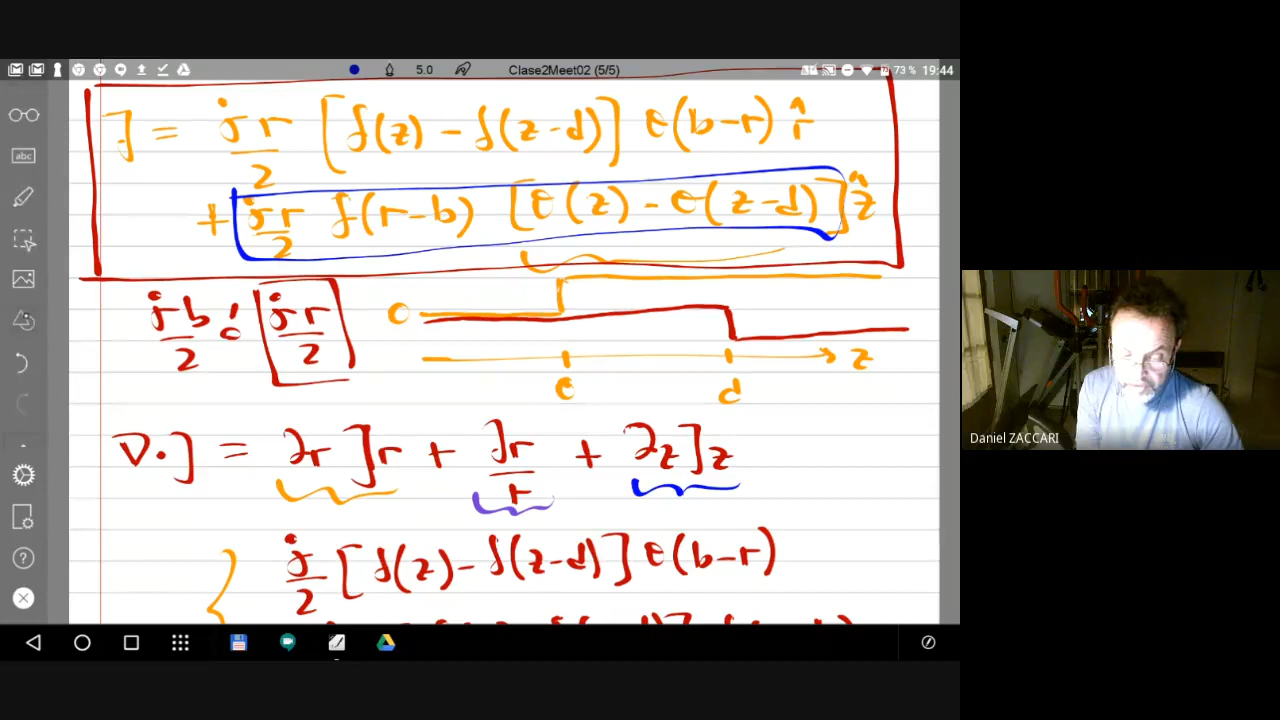 5.0 Clase2Meet02 (5/5) 73 % 19:44
abc
J = σ̇r/2 [δ(z) - δ(z-d)] θ(b-r) r̂
+ σ̇r/2 δ(r-b) [θ(z) - θ(z-d)] ẑ
σ̇b/2 ! σ̇r/2 0
z
0 d
∇·J = ∂r Jr + Jr/r + ∂z Jz
σ̇/2 [δ(z) - δ(z-d)] θ(b-r)
Daniel ZACCARI